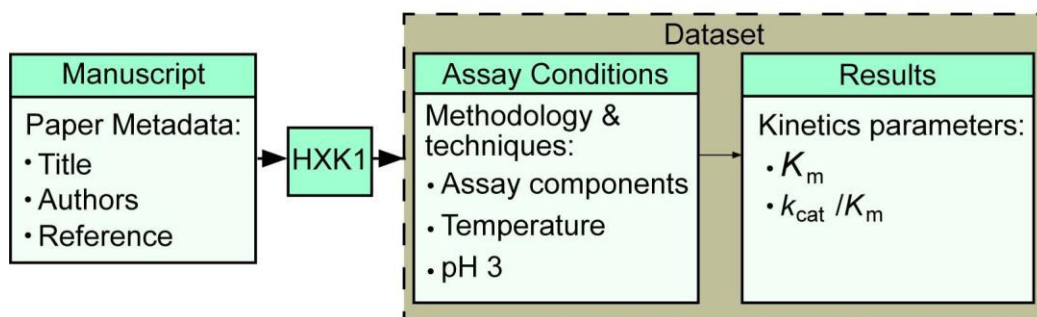 Manuscript
Paper Metadata:
• Title
• Authors
• Reference
HXK1
Dataset
Assay Conditions
Methodology &
techniques:
• Assay components
• Temperature
• pH 3
Results
Kinetics parameters:
• Km
• kcat /Km